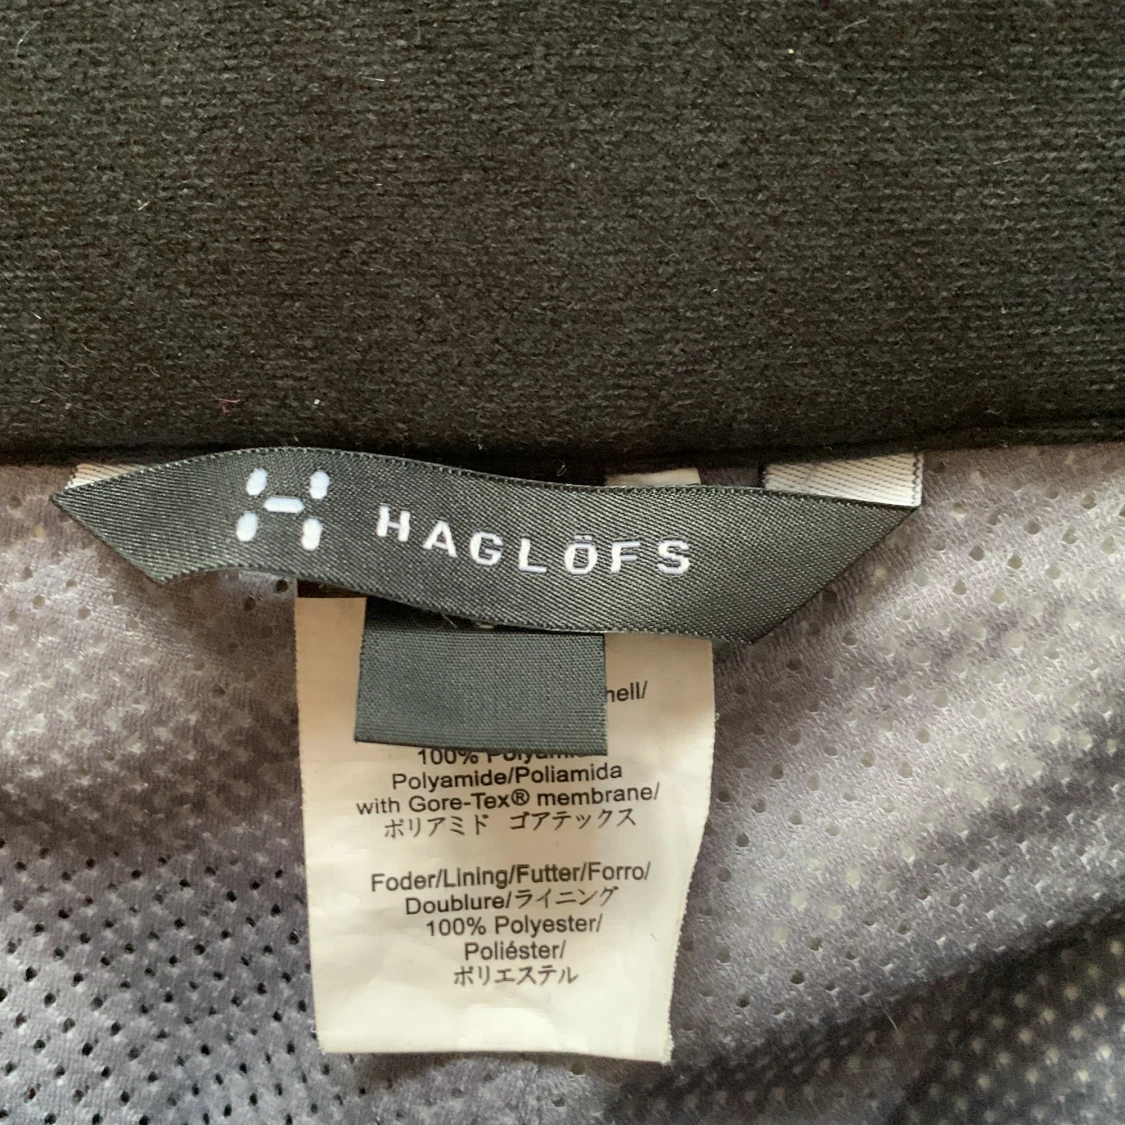 HAGLÖFS
hell/
100% Polyamide/
Polyamide/Poliamida
with Gore-Tex® membrane/
ポリアミド ゴアテックス
Foder/Lining/Futter/Forro/
Doublure/ライニング
100% Polyester/
Poliéster/
ポリエステル